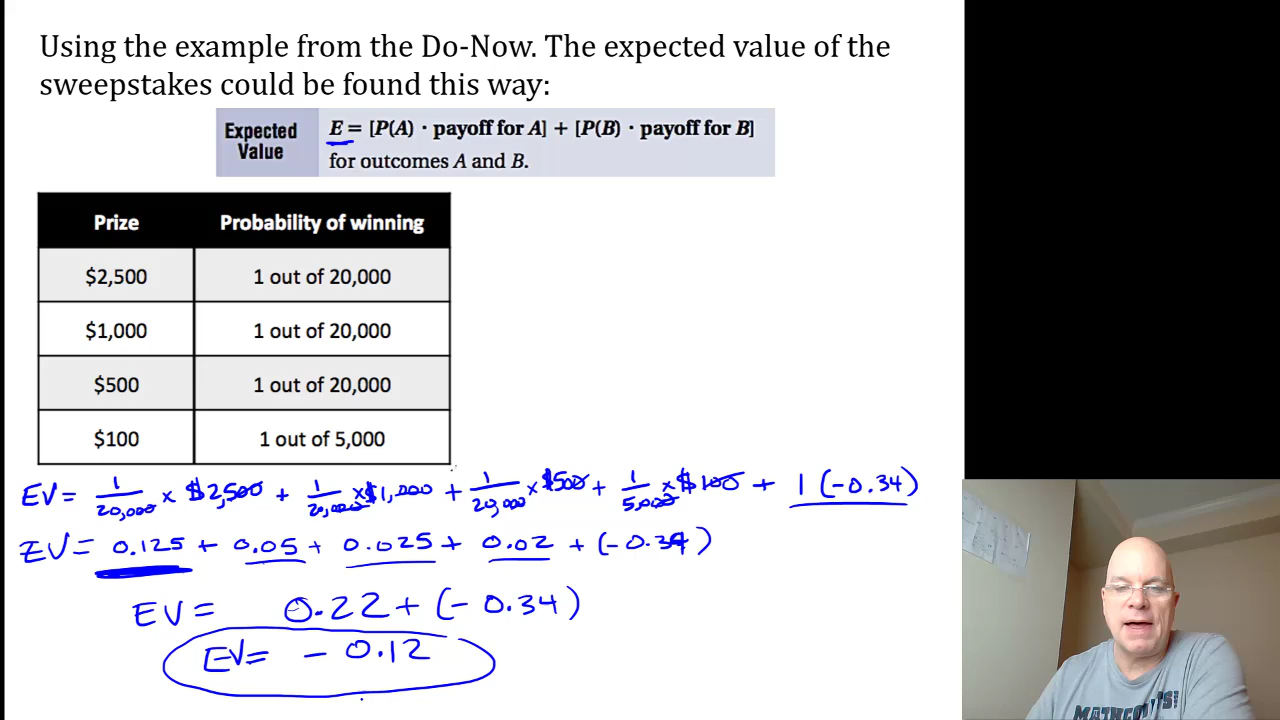 Using the example from the Do-Now. The expected value of the
sweepstakes could be found this way:
Expected Value
E = [P(A) · payoff for A] + [P(B) · payoff for B]
for outcomes A and B.
Prize Probability of winning
$2,500 1 out of 20,000
$1,000 1 out of 20,000
$500 1 out of 20,000
$100 1 out of 5,000
EV = 1/20,000 × $2,500 + 1/20,000 × $1,000 + 1/20,000 × $500 + 1/5,000 × $100 + 1 (-0.34)
EV = 0.125 + 0.05 + 0.025 + 0.02 + (-0.34)
EV = 0.22 + (- 0.34)
EV = - 0.12